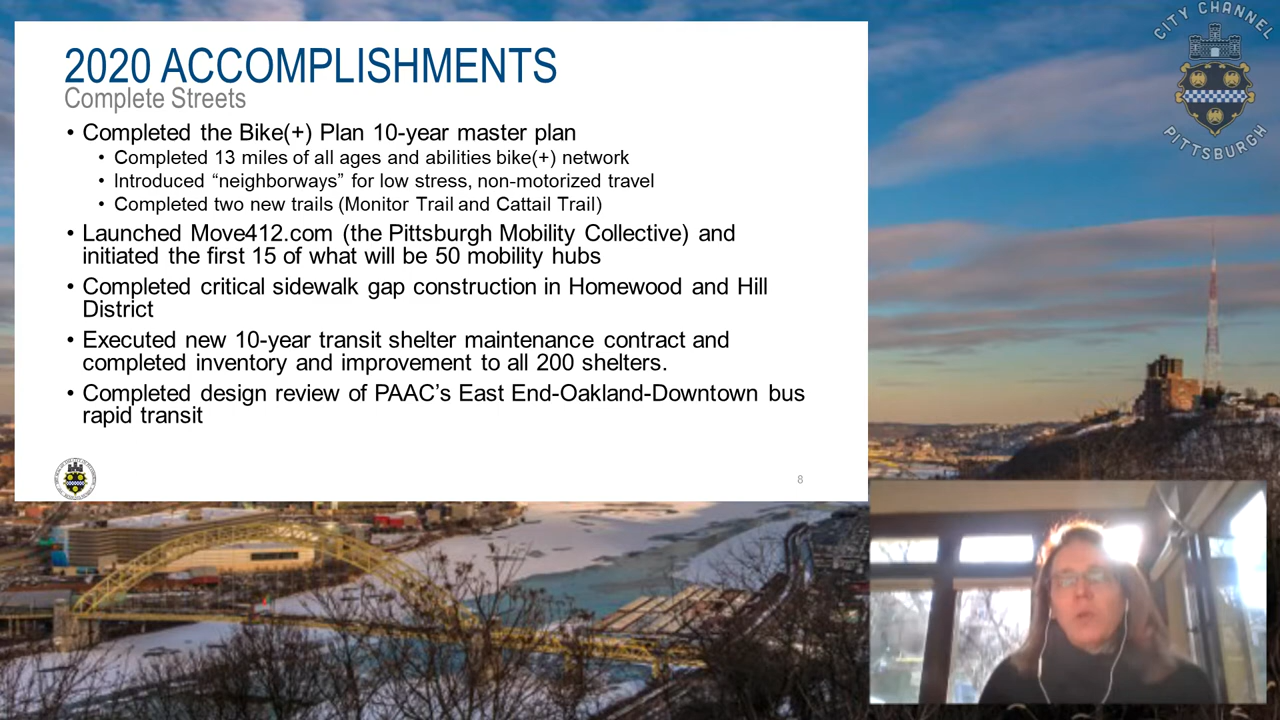 2020 ACCOMPLISHMENTS
Complete Streets
• Completed the Bike(+) Plan 10-year master plan
• Completed 13 miles of all ages and abilities bike(+) network
• Introduced “neighborways” for low stress, non-motorized travel
• Completed two new trails (Monitor Trail and Cattail Trail)
• Launched Move412.com (the Pittsburgh Mobility Collective) and
initiated the first 15 of what will be 50 mobility hubs
• Completed critical sidewalk gap construction in Homewood and Hill
District
• Executed new 10-year transit shelter maintenance contract and
completed inventory and improvement to all 200 shelters.
• Completed design review of PAAC’s East End-Oakland-Downtown bus
rapid transit
8
CITY CHANNEL
PITTSBURGH